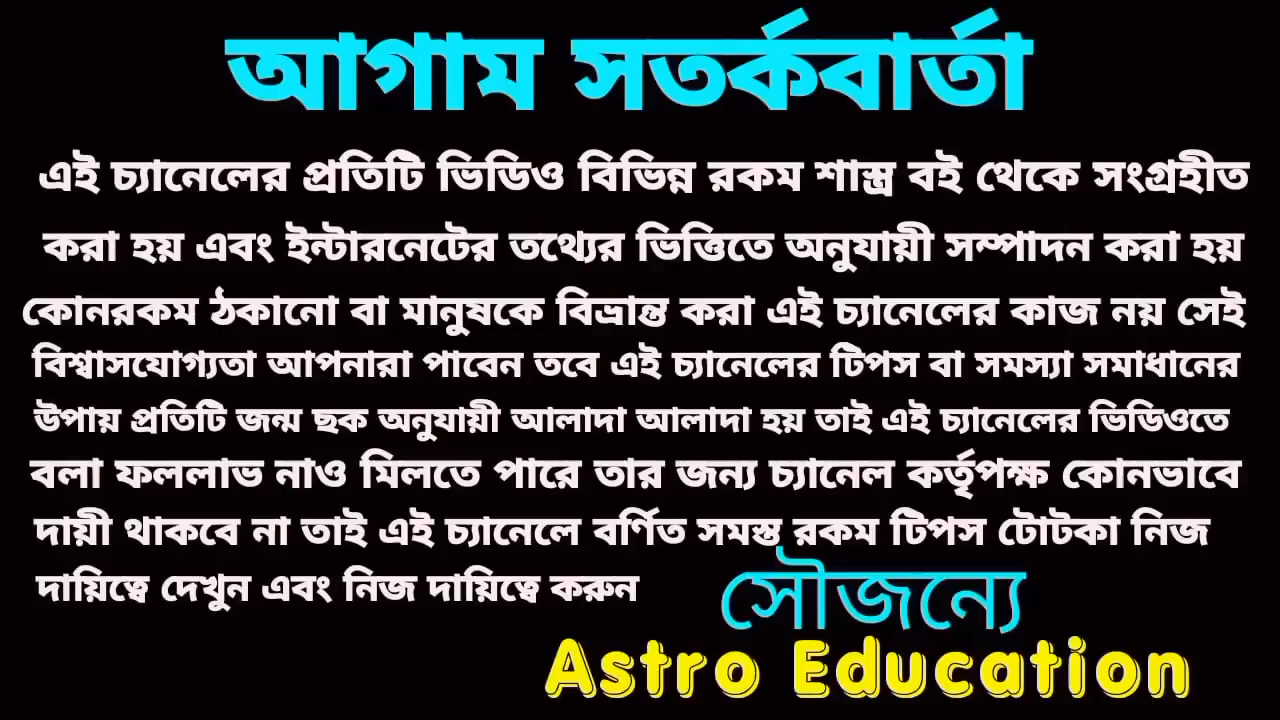 আগাম সতর্কবার্তা
এই চ্যানেলের প্রতিটি ভিডিও বিভিন্ন রকম শাস্ত্র বই থেকে সংগ্রহীত
করা হয় এবং ইন্টারনেটের তথ্যের ভিত্তিতে অনুযায়ী সম্পাদন করা হয়
কোনরকম ঠকানো বা মানুষকে বিভ্রান্ত করা এই চ্যানেলের কাজ নয় সেই
বিশ্বাসযোগ্যতা আপনারা পাবেন তবে এই চ্যানেলের টিপস বা সমস্যা সমাধানের
উপায় প্রতিটি জন্ম ছক অনুযায়ী আলাদা আলাদা হয় তাই এই চ্যানেলের ভিডিওতে
বলা ফললাভ নাও মিলতে পারে তার জন্য চ্যানেল কর্তৃপক্ষ কোনভাবে
দায়ী থাকবে না তাই এই চ্যানেলে বর্ণিত সমস্ত রকম টিপস টোটকা নিজ
দায়িত্বে দেখুন এবং নিজ দায়িত্বে করুন
সৌজন্যে
Astro Education